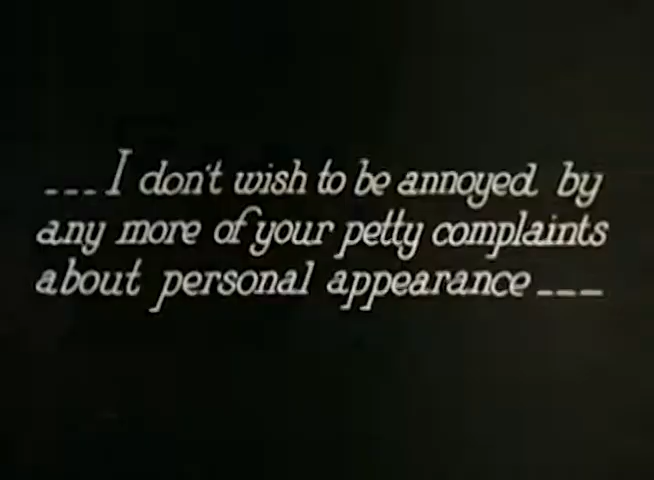 ---I don't wish to be annoyed by
any more of your petty complaints
about personal appearance---